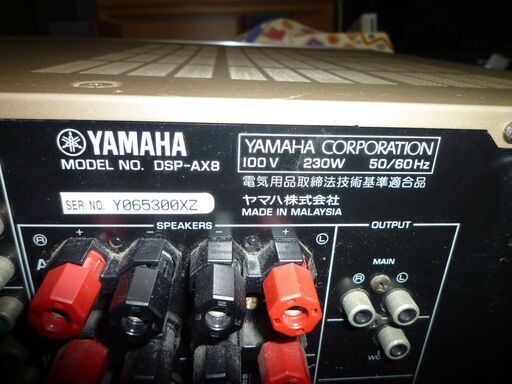 YAMAHA
MODEL NO. DSP-AX8
YAMAHA CORPORATION
100V 230W 50/60Hz
電気用品取締法技術基準適合品
ヤマハ株式会社
MADE IN MALAYSIA
SER.NO. Y065300XZ
SPEAKERS
R + - - + L
A
OUTPUT
MAIN
R L